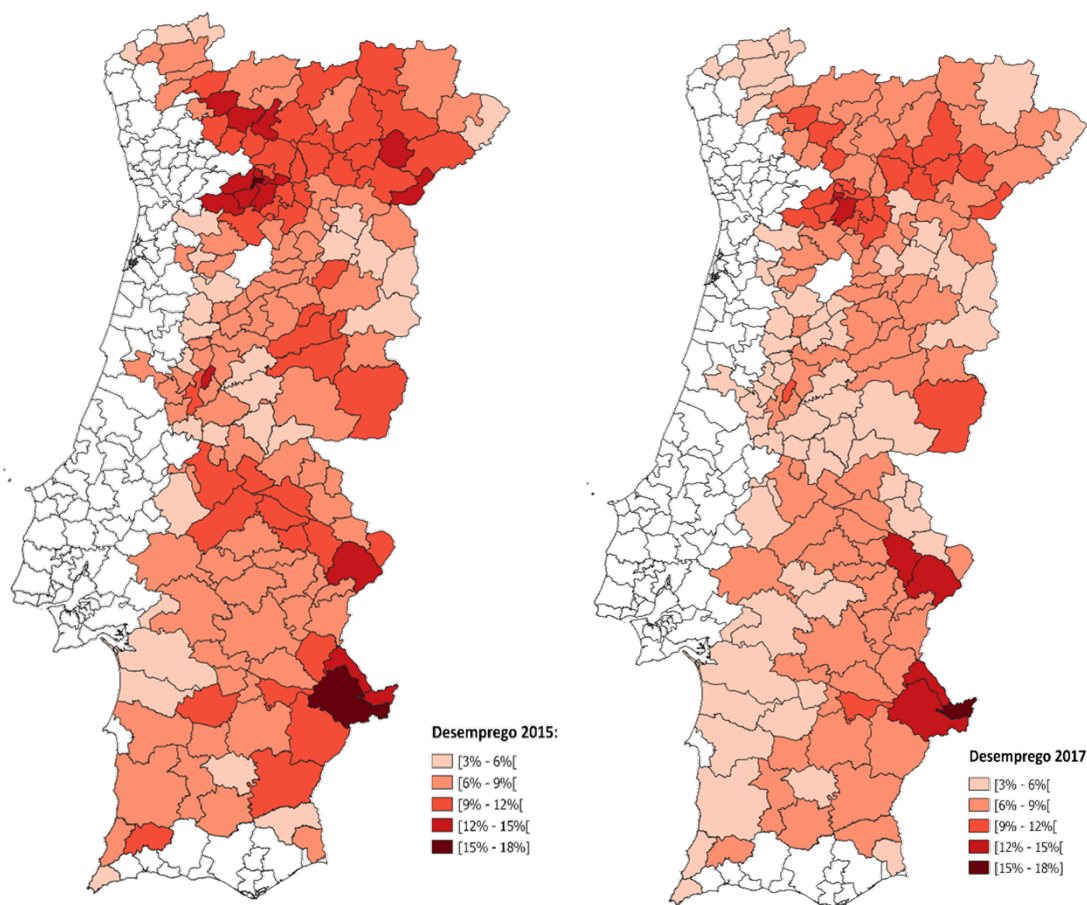 Desemprego 2015:
[3% - 6%[
[6% - 9%[
[9% - 12%[
[12% - 15%[
[15% - 18%]
Desemprego 2017
[3% - 6%[
[6% - 9%[
[9% - 12%[
[12% - 15%[
[15% - 18%]